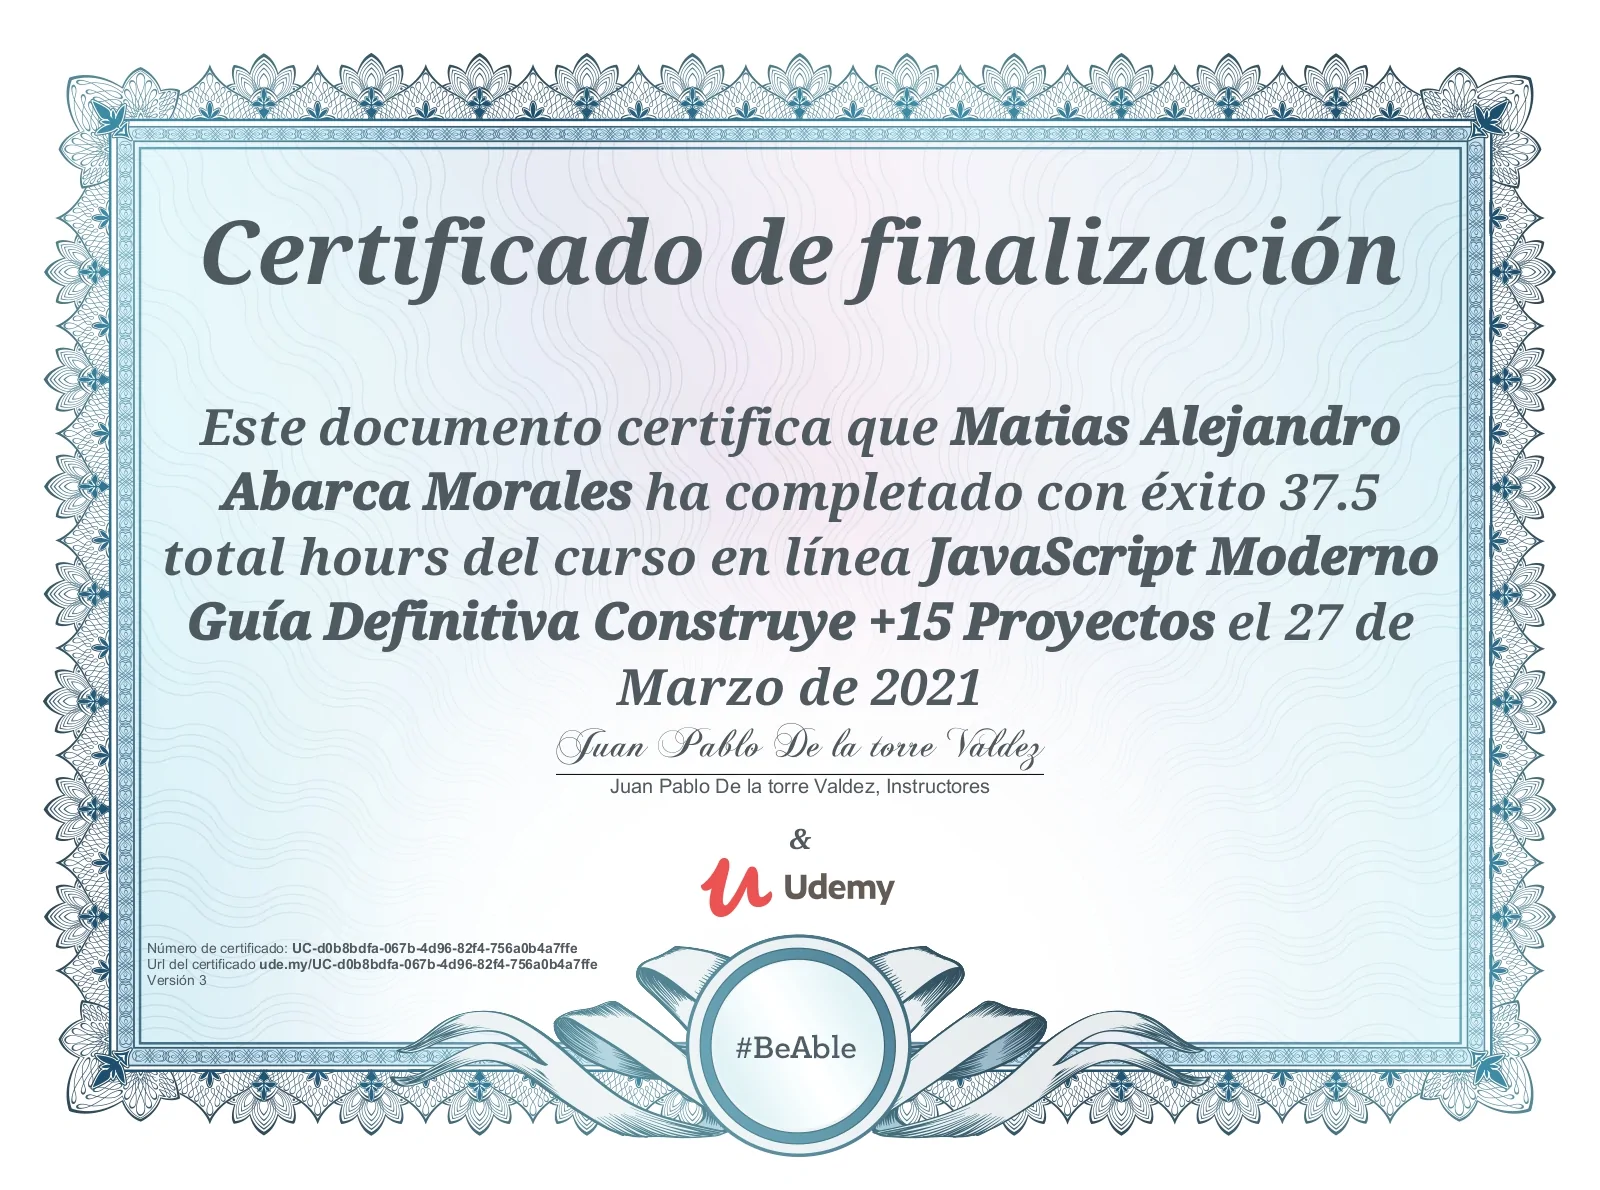 Certificado de finalización
Este documento certifica que Matias Alejandro
Abarca Morales ha completado con éxito 37.5
total hours del curso en línea JavaScript Moderno
Guía Definitiva Construye +15 Proyectos el 27 de
Marzo de 2021
Juan Pablo De la torre Valdez
Juan Pablo De la torre Valdez, Instructores
&
Udemy
Número de certificado: UC-d0b8bdfa-067b-4d96-82f4-756a0b4a7ffe
Url del certificado ude.my/UC-d0b8bdfa-067b-4d96-82f4-756a0b4a7ffe
Versión 3
#BeAble